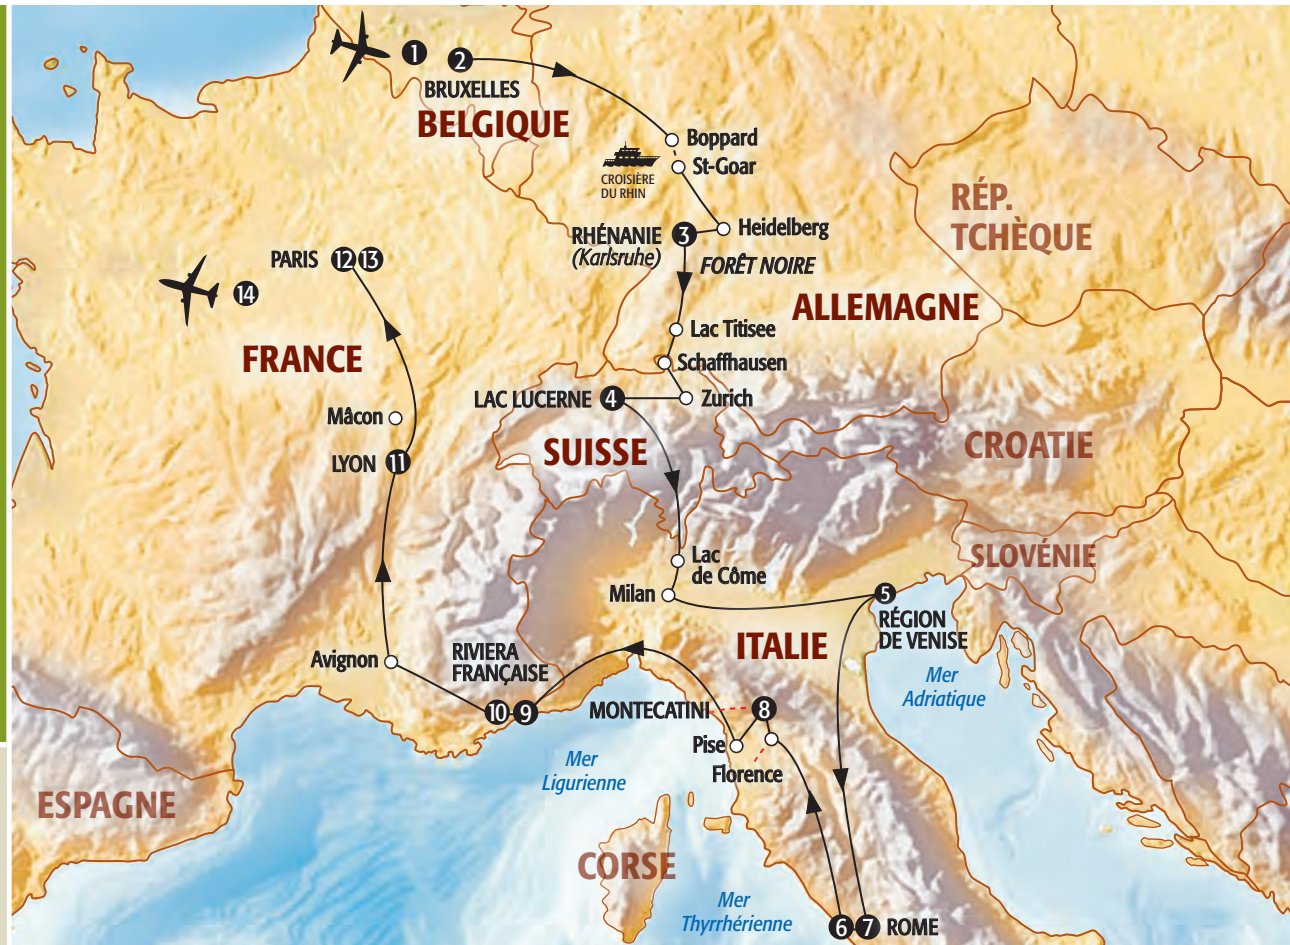 1
2
BRUXELLES
BELGIQUE
Boppard
St-Goar
CROISIÈRE
DU RHIN
RÉP.
TCHÈQUE
RHÉNANIE 3
(Karlsruhe)
Heidelberg
FORÊT NOIRE
PARIS 12 13
14
ALLEMAGNE
FRANCE
Lac Titisee
Schaffhausen
LAC LUCERNE 4
Zurich
Mâcon
SUISSE
CROATIE
LYON 11
SLOVÉNIE
Lac
de Côme
Milan
5
RÉGION
DE VENISE
ITALIE
Avignon
RIVIERA
FRANÇAISE
Mer
Adriatique
10 9
MONTECATINI 8
Pise
Florence
Mer
Ligurienne
ESPAGNE
CORSE
Mer
Thyrrhérienne
6 7 ROME